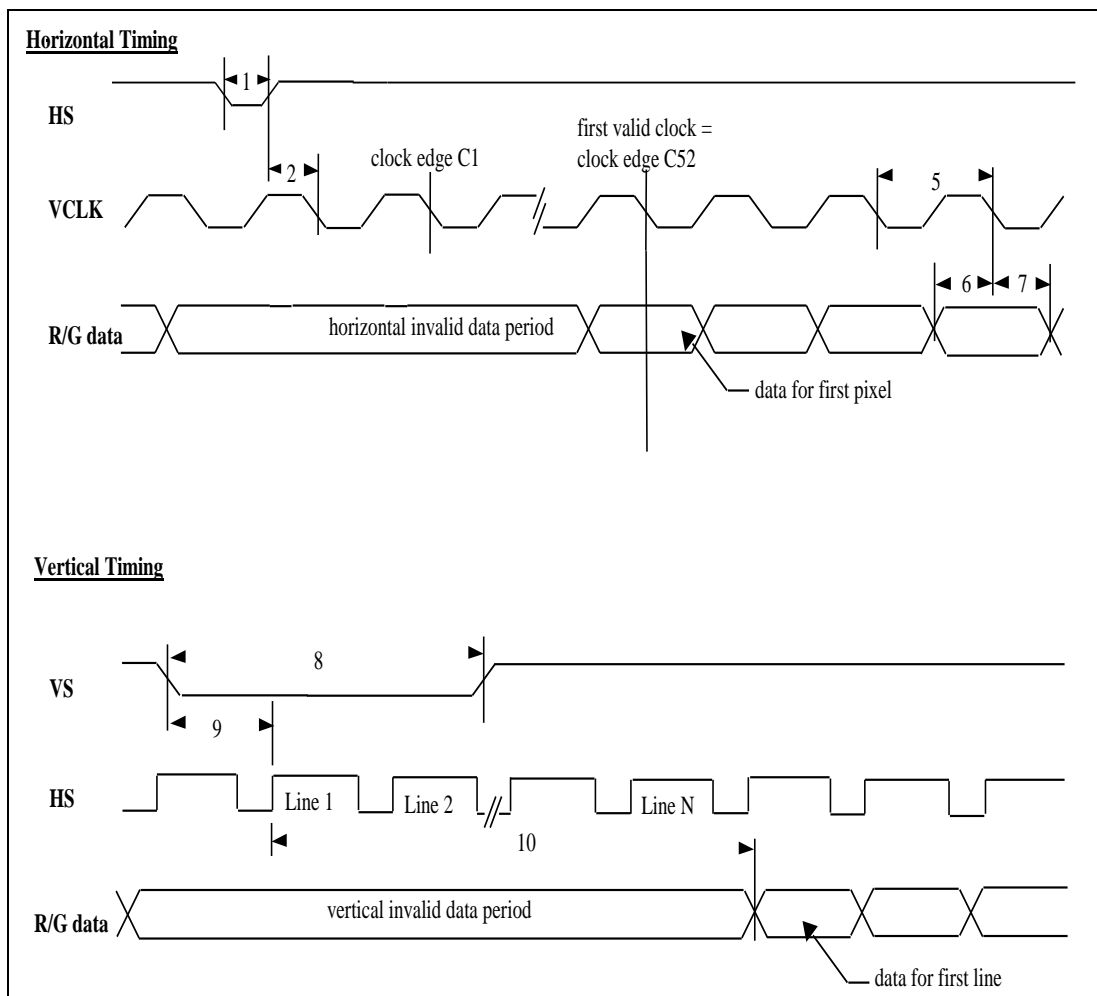 Horizontal Timing
1
HS
first valid clock =
clock edge C1
clock edge C52
2
5
VCLK
6
7
R/G data
horizontal invalid data period
data for first pixel
Vertical Timing
8
VS
9
HS
Line 1
Line 2
Line N
10
R/G data
vertical invalid data period
data for first line